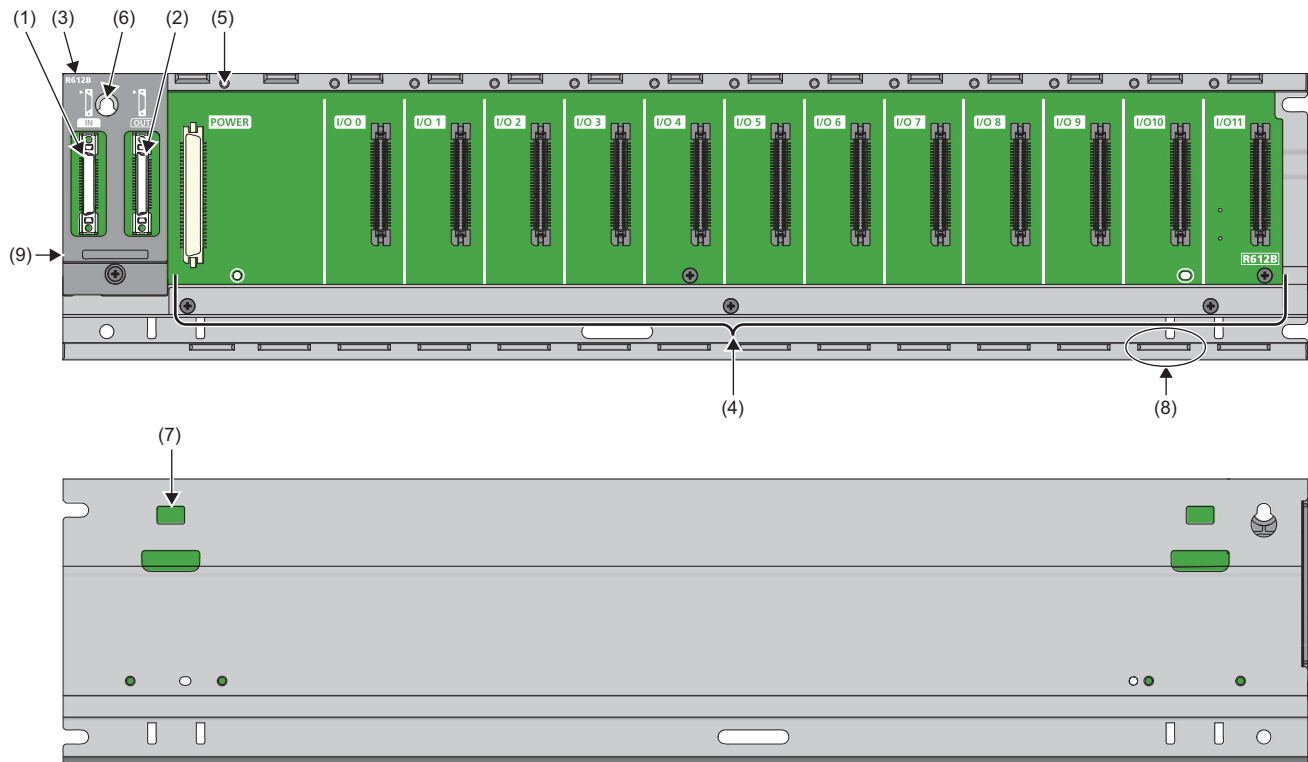 (1) (3) (6) (2) (5)
R612B
IN OUT
POWER I/O 0 I/O 1 I/O 2 I/O 3 I/O 4 I/O 5 I/O 6 I/O 7 I/O 8 I/O 9 I/O10 I/O11
(9)
R612B
(4) (8)
(7)